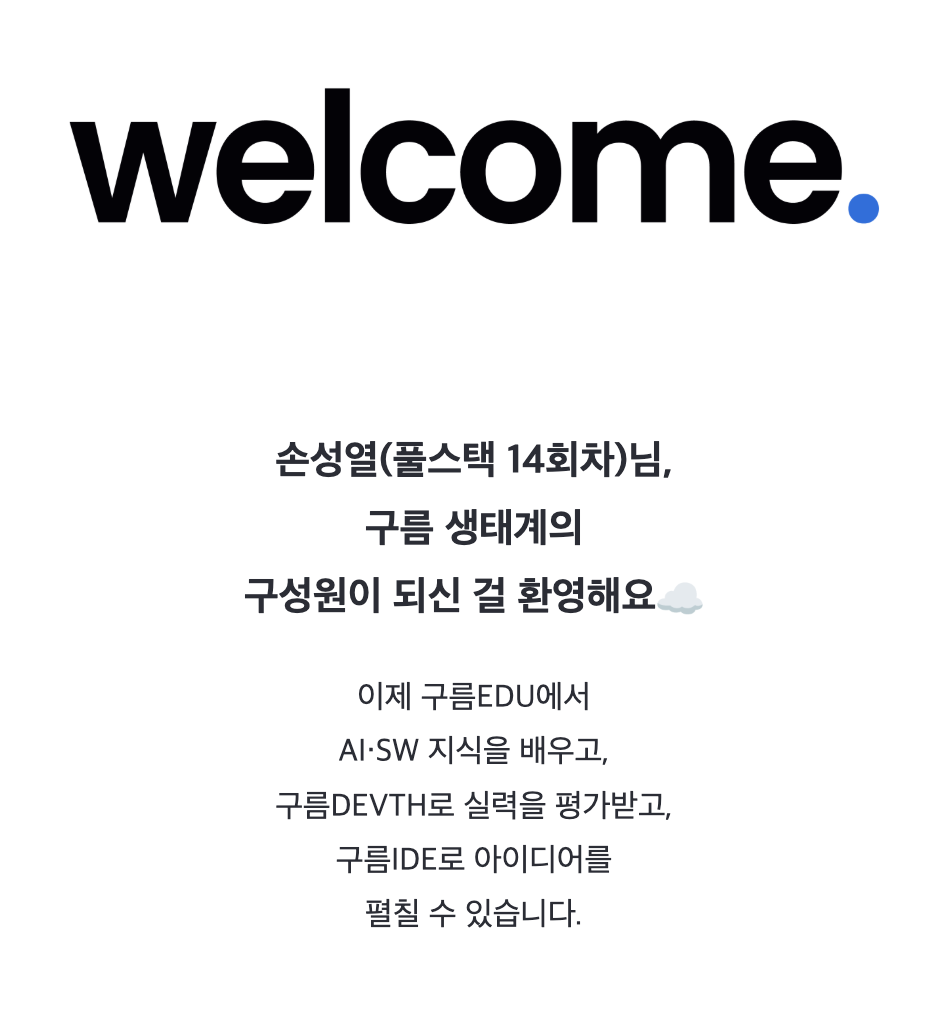 welcome.
손성열(풀스택 14회차)님,
구름 생태계의
구성원이 되신 걸 환영해요☁️
이제 구름EDU에서
AI·SW 지식을 배우고,
구름DEVTH로 실력을 평가받고,
구름IDE로 아이디어를
펼칠 수 있습니다.